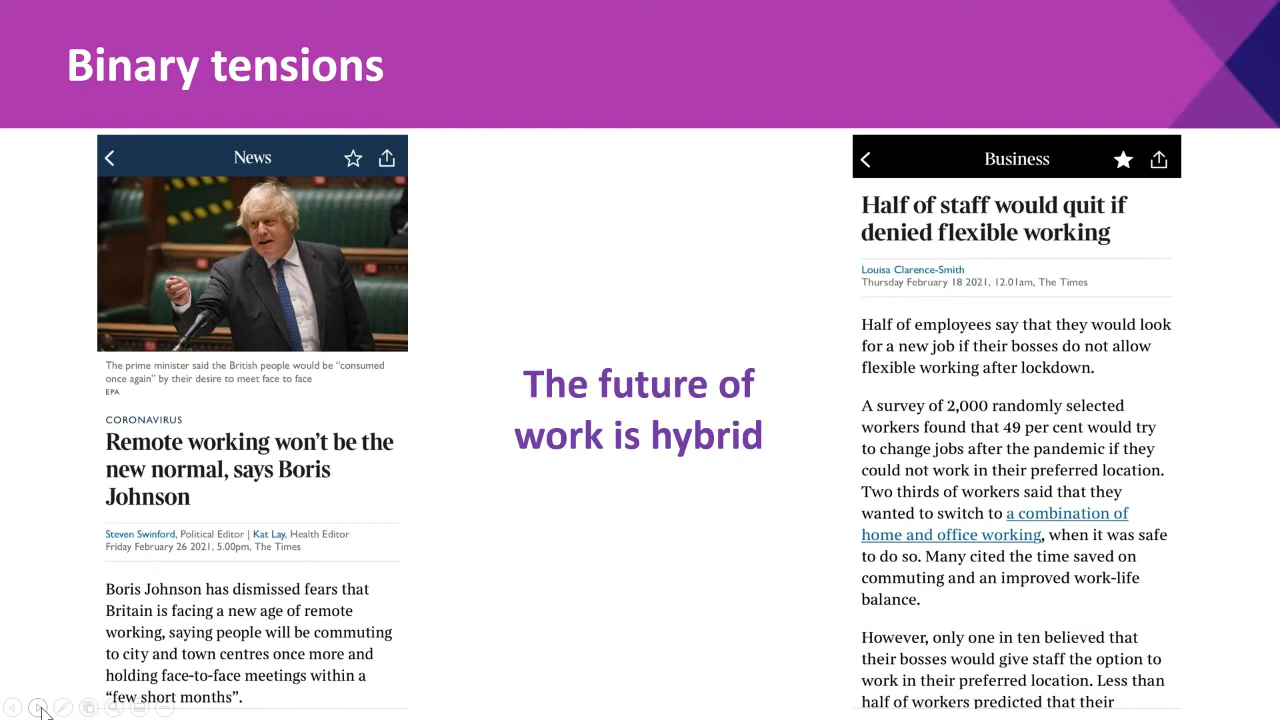 Binary tensions
News
The prime minister said the British people would be “consumed
once again” by their desire to meet face to face
EPA
CORONAVIRUS
Remote working won’t be the
new normal, says Boris
Johnson
Steven Swinford, Political Editor | Kat Lay, Health Editor
Friday February 26 2021, 5.00pm, The Times
Boris Johnson has dismissed fears that
Britain is facing a new age of remote
working, saying people will be commuting
to city and town centres once more and
holding face-to-face meetings within a
“few short months”.
The future of
work is hybrid
Business
Half of staff would quit if
denied flexible working
Louisa Clarence-Smith
Thursday February 18 2021, 12.01am, The Times
Half of employees say that they would look
for a new job if their bosses do not allow
flexible working after lockdown.
A survey of 2,000 randomly selected
workers found that 49 per cent would try
to change jobs after the pandemic if they
could not work in their preferred location.
Two thirds of workers said that they
wanted to switch to a combination of
home and office working, when it was safe
to do so. Many cited the time saved on
commuting and an improved work-life
balance.
However, only one in ten believed that
their bosses would give staff the option to
work in their preferred location. Less than
half of workers predicted that their